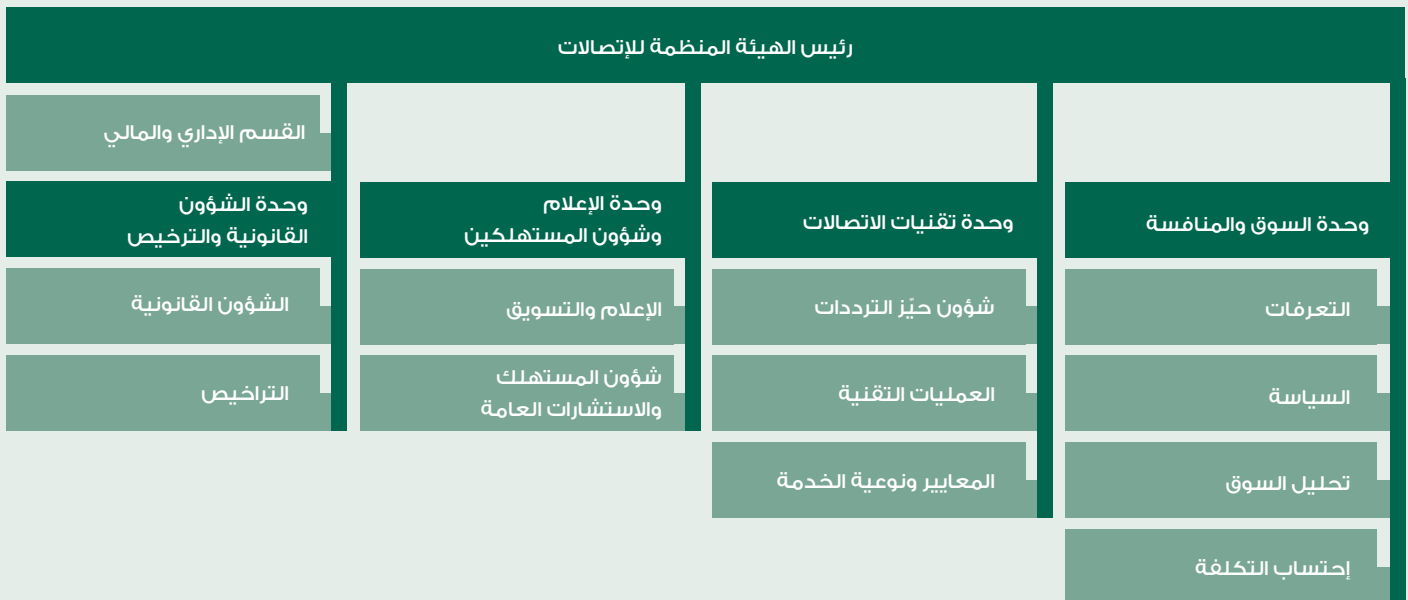 رئيس الهيئة المنظمة للإتصالات
وحدة السوق والمنافسة
التعرفات
السياسة
تحليل السوق
إحتساب التكلفة
وحدة تقنيات الاتصالات
شؤون حيّز الترددات
العمليات التقنية
المعايير ونوعية الخدمة
وحدة الإعلام
وشؤون المستهلكين
الإعلام والتسويق
شؤون المستهلك
والاستشارات العامة
القسم الإداري والمالي
وحدة الشؤون
القانونية والترخيص
الشؤون القانونية
التراخيص